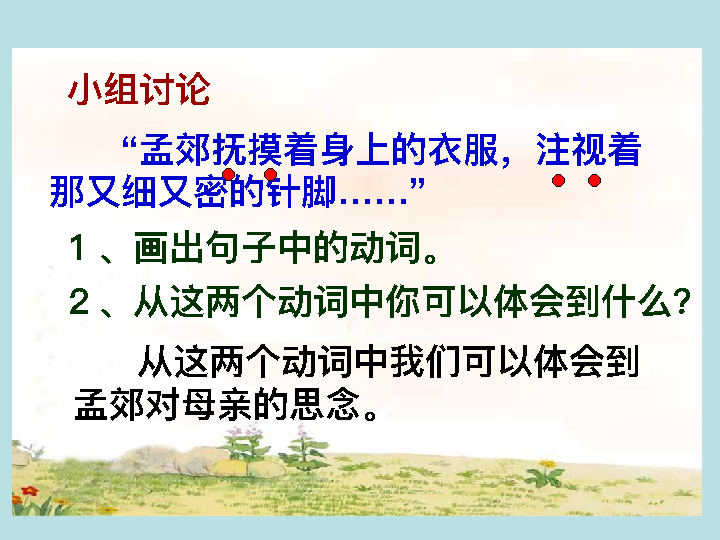 小组讨论
“孟郊抚摸着身上的衣服，注视着
那又细又密的针脚……”
1、画出句子中的动词。
2、从这两个动词中你可以体会到什么？
从这两个动词中我们可以体会到
孟郊对母亲的思念。